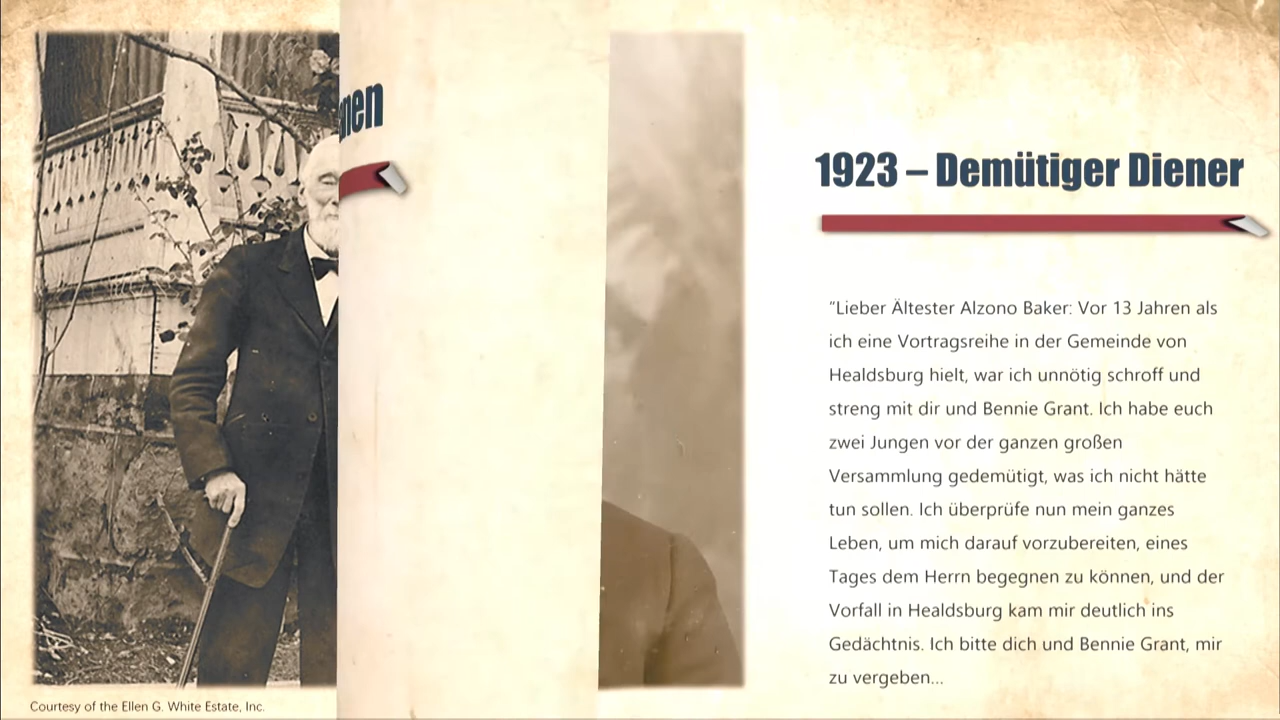 1923 – Demütiger Diener
“Lieber Ältester Alzono Baker: Vor 13 Jahren als
ich eine Vortragsreihe in der Gemeinde von
Healdsburg hielt, war ich unnötig schroff und
streng mit dir und Bennie Grant. Ich habe euch
zwei Jungen vor der ganzen großen
Versammlung gedemütigt, was ich nicht hätte
tun sollen. Ich überprüfe nun mein ganzes
Leben, um mich darauf vorzubereiten, eines
Tages dem Herrn begegnen zu können, und der
Vorfall in Healdsburg kam mir deutlich ins
Gedächtnis. Ich bitte dich und Bennie Grant, mir
zu vergeben...
Courtesy of the Ellen G. White Estate, Inc.